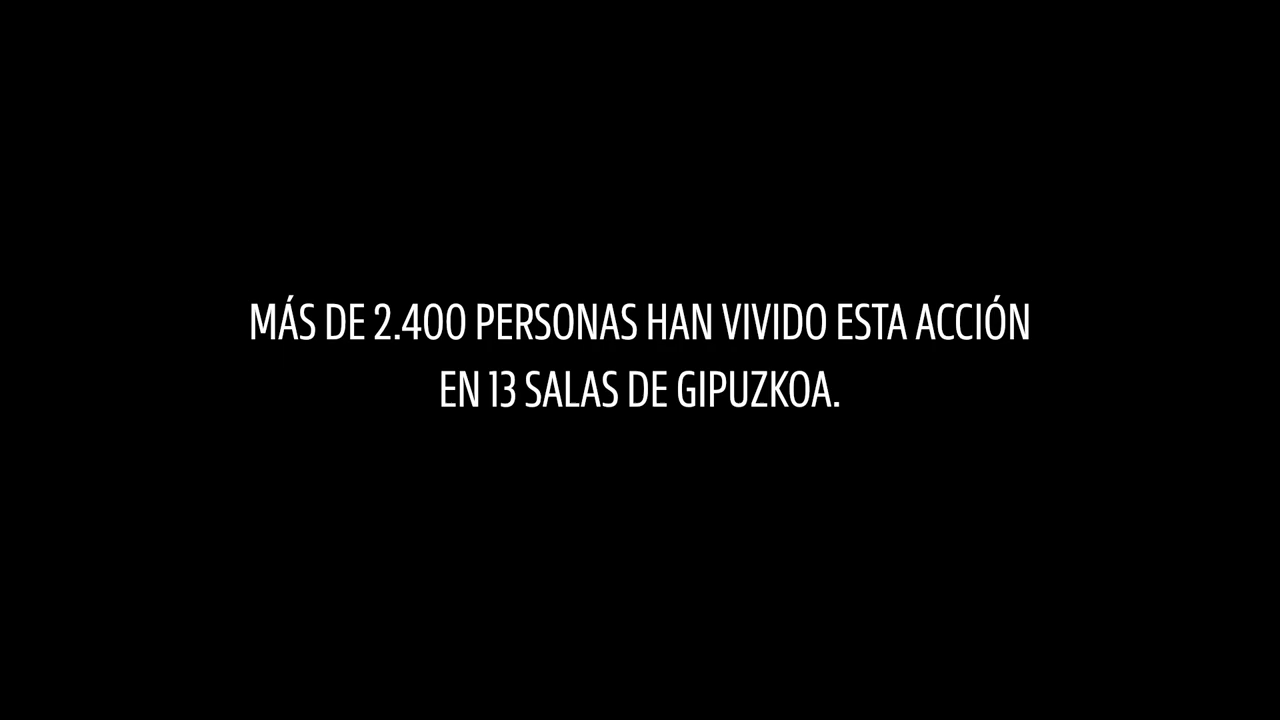 MÁS DE 2.400 PERSONAS HAN VIVIDO ESTA ACCIÓN
EN 13 SALAS DE GIPUZKOA.